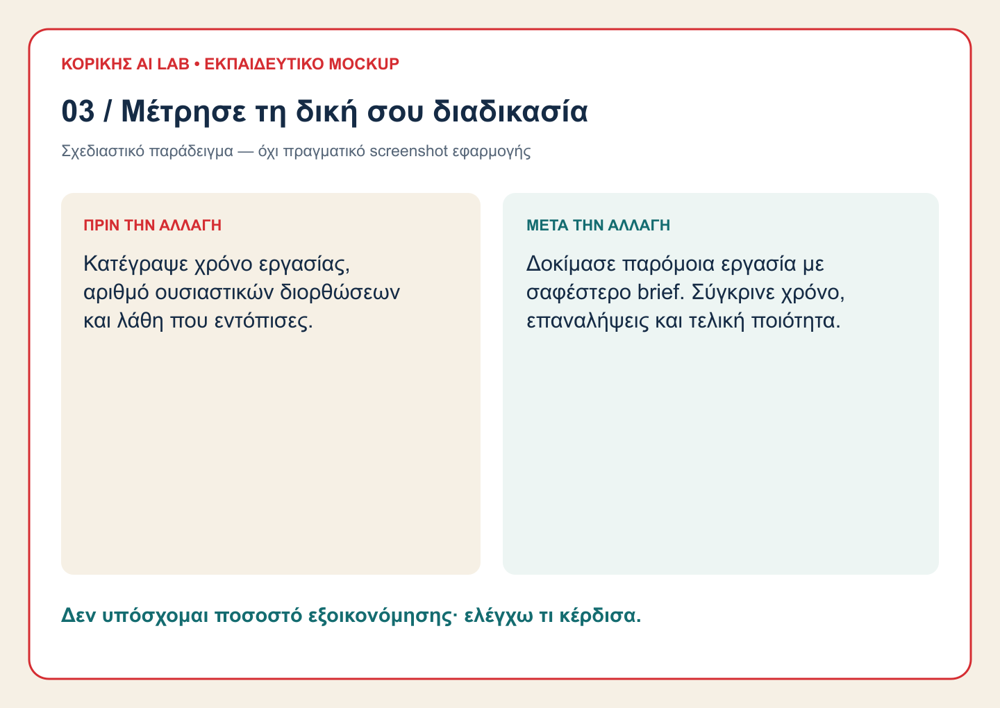 ΚΟΡΙΚΗΣ AI LAB • ΕΚΠΑΙΔΕΥΤΙΚΟ MOCKUP
03 / Μέτρησε τη δική σου διαδικασία
Σχεδιαστικό παράδειγμα — όχι πραγματικό screenshot εφαρμογής
ΠΡΙΝ ΤΗΝ ΑΛΛΑΓΗ
Κατέγραψε χρόνο εργασίας,
αριθμό ουσιαστικών διορθώσεων
και λάθη που εντόπισες.
ΜΕΤΑ ΤΗΝ ΑΛΛΑΓΗ
Δοκίμασε παρόμοια εργασία με
σαφέστερο brief. Σύγκρινε χρόνο,
επαναλήψεις και τελική ποιότητα.
Δεν υπόσχομαι ποσοστό εξοικονόμησης· ελέγχω τι κέρδισα.